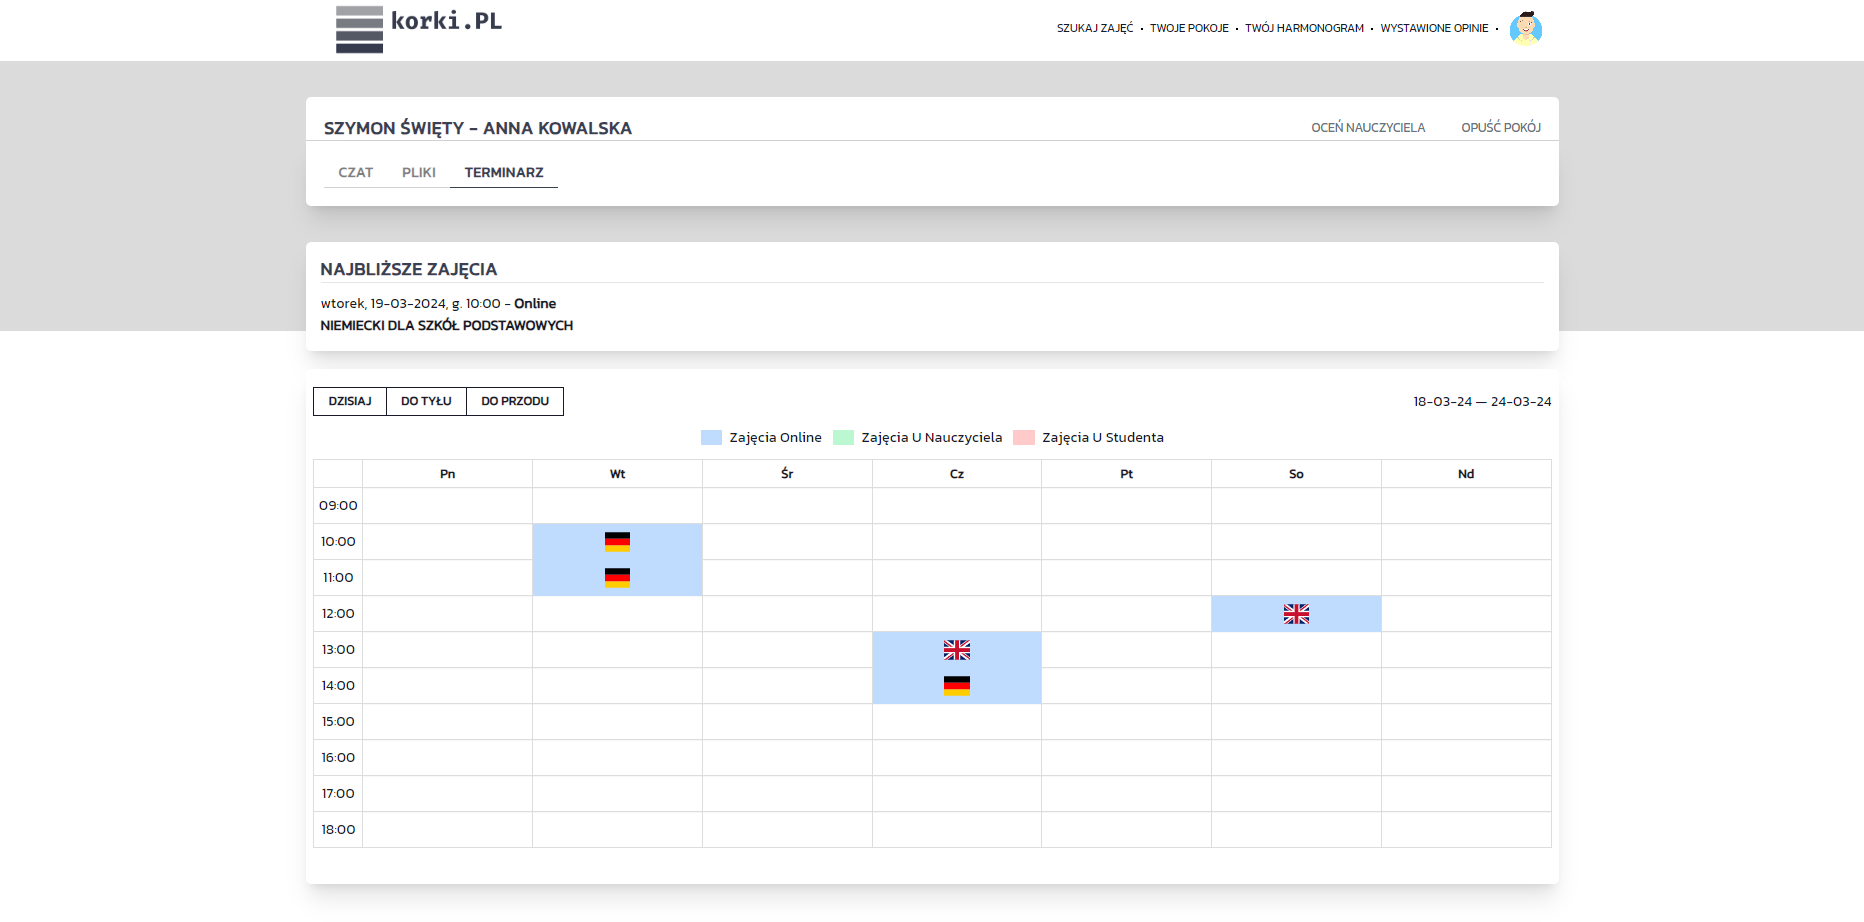 korki.PL
SZUKAJ ZAJĘĆ • TWOJE POKOJE • TWÓJ HARMONOGRAM • WYSTAWIONE OPINIE •
SZYMON ŚWIĘTY - ANNA KOWALSKA
OCEŃ NAUCZYCIELA OPUŚĆ POKÓJ
CZAT PLIKI TERMINARZ
NAJBLIŻSZE ZAJĘCIA
wtorek, 19-03-2024, g. 10:00 - Online
NIEMIECKI DLA SZKÓŁ PODSTAWOWYCH
DZISIAJ DO TYŁU DO PRZODU
18-03-24 — 24-03-24
Zajęcia Online Zajęcia U Nauczyciela Zajęcia U Studenta
Pn Wt Śr Cz Pt So Nd
09:00
10:00
11:00
12:00
13:00
14:00
15:00
16:00
17:00
18:00